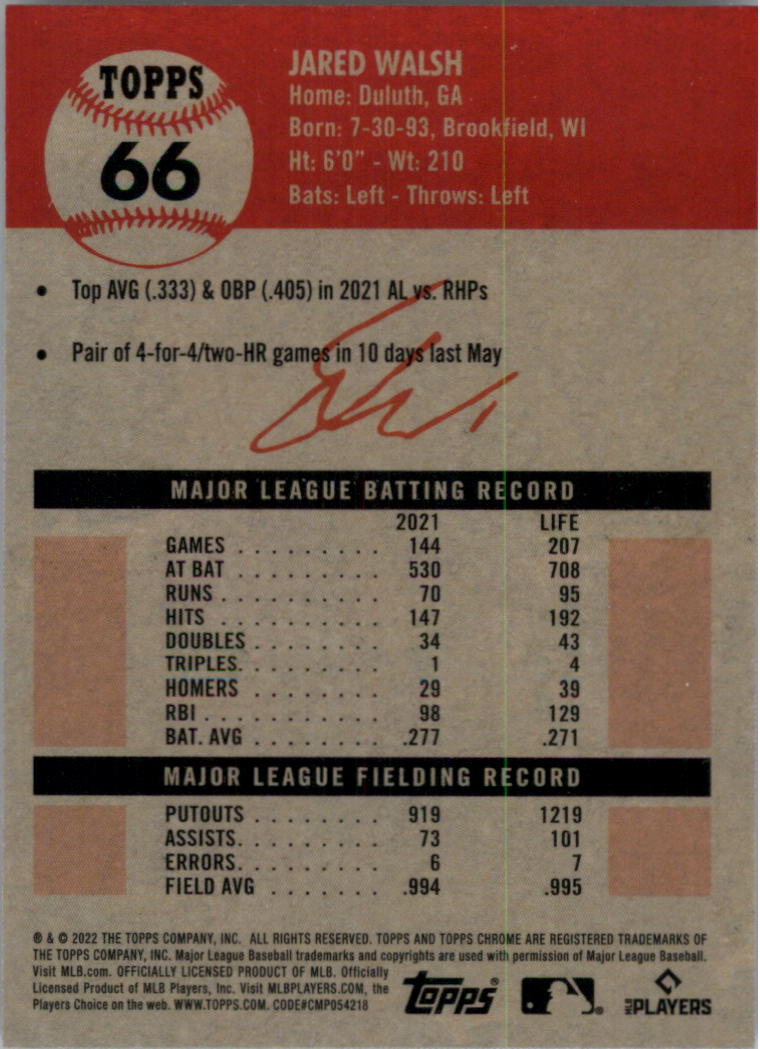 TOPPS
66
JARED WALSH
Home: Duluth, GA
Born: 7-30-93, Brookfield, WI
Ht: 6'0" - Wt: 210
Bats: Left - Throws: Left
• Top AVG (.333) & OBP (.405) in 2021 AL vs. RHPs
• Pair of 4-for-4/two-HR games in 10 days last May
MAJOR LEAGUE BATTING RECORD
2021 LIFE
GAMES . . . . . . . . . 144 207
AT BAT . . . . . . . . . 530 708
RUNS . . . . . . . . . . 70 95
HITS . . . . . . . . . . 147 192
DOUBLES . . . . . . . . 34 43
TRIPLES. . . . . . . . . 1 4
HOMERS . . . . . . . . 29 39
RBI . . . . . . . . . . . 98 129
BAT. AVG . . . . . . . . .277 .271
MAJOR LEAGUE FIELDING RECORD
PUTOUTS . . . . . . . . 919 1219
ASSISTS. . . . . . . . . 73 101
ERRORS. . . . . . . . . 6 7
FIELD AVG . . . . . . . .994 .995
® & © 2022 THE TOPPS COMPANY, INC. ALL RIGHTS RESERVED. TOPPS AND TOPPS CHROME ARE REGISTERED TRADEMARKS OF
THE TOPPS COMPANY, INC. Major League Baseball trademarks and copyrights are used with permission of Major League Baseball.
Visit MLB.com. OFFICIALLY LICENSED PRODUCT OF MLB. Officially
Licensed Product of MLB Players, Inc. Visit MLBPLAYERS.COM, the
Players Choice on the web. WWW.TOPPS.COM. CODE#CMP054218
topps®
MLB PLAYERS